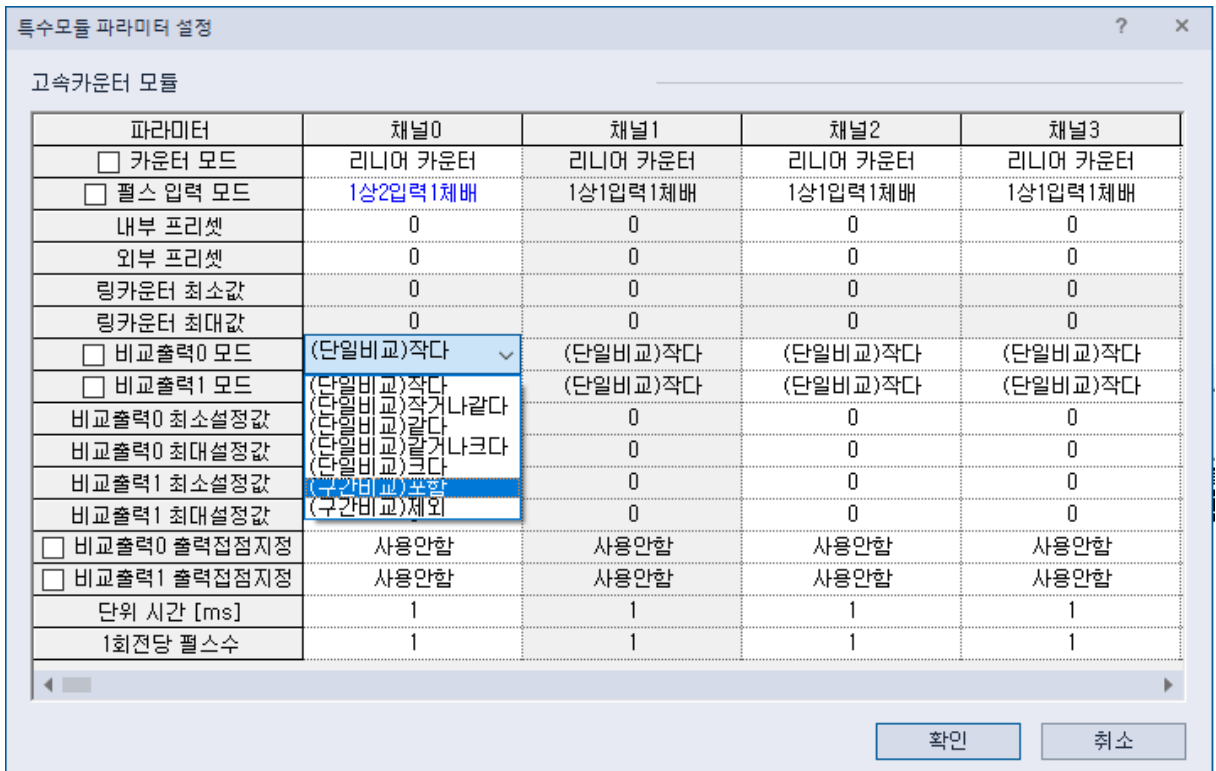 특수모듈 파라미터 설정 ? ×
고속카운터 모듈
파라미터 채널0 채널1 채널2 채널3
카운터 모드 리니어 카운터 리니어 카운터 리니어 카운터 리니어 카운터
펄스 입력 모드 1상2입력1체배 1상1입력1체배 1상1입력1체배 1상1입력1체배
내부 프리셋 0 0 0 0
외부 프리셋 0 0 0 0
링카운터 최소값 0 0 0 0
링카운터 최대값 0 0 0 0
비교출력0 모드 (단일비교)작다 (단일비교)작다 (단일비교)작다 (단일비교)작다
비교출력1 모드 (단일비교)작다 (단일비교)작다 (단일비교)작다
(단일비교)작다
(단일비교)작거나같다
(단일비교)같다
(단일비교)같거나크다
(단일비교)크다
(구간비교)포함
(구간비교)제외
비교출력0 최소설정값 0 0 0
비교출력0 최대설정값 0 0 0
비교출력1 최소설정값 0 0 0
비교출력1 최대설정값 0 0 0
비교출력0 출력접점지정 사용안함 사용안함 사용안함 사용안함
비교출력1 출력접점지정 사용안함 사용안함 사용안함 사용안함
단위 시간 [ms] 1 1 1 1
1회전당 펄스수 1 1 1 1
확인 취소